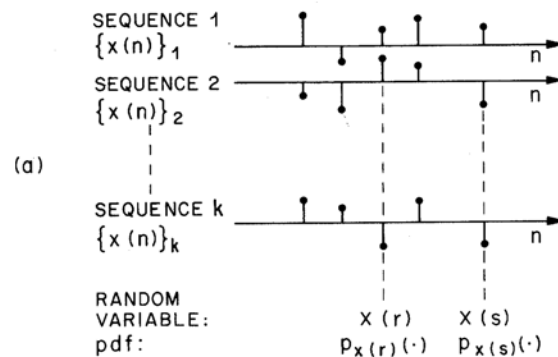 SEQUENCE 1
{x(n)}₁
n
SEQUENCE 2
{x(n)}₂
n
(a)
SEQUENCE k
{x(n)}ₖ
n
RANDOM
VARIABLE: X(r) X(s)
pdf: pₓ₍ᵣ₎(·) pₓ₍ₛ₎(·)